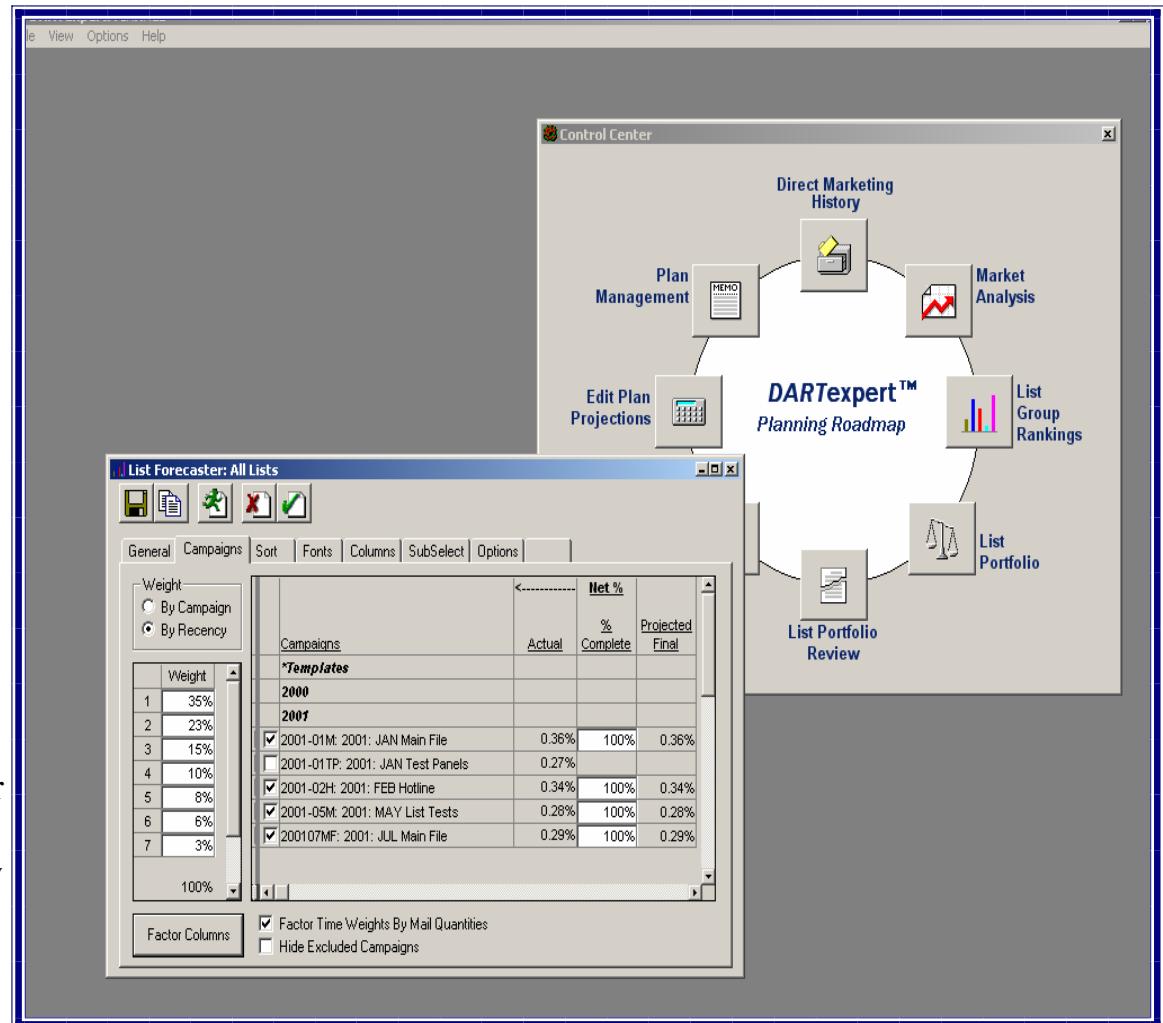 le View Options Help
Control Center
Direct Marketing
History
Plan
Management
MEMO
Market
Analysis
Edit Plan
Projections
DARTexpert™
Planning Roadmap
List
Group
Rankings
List
Portfolio
List Portfolio
Review
List Forecaster: All Lists
General Campaigns Sort Fonts Columns SubSelect Options
Weight
By Campaign
By Recency
Weight
1 35%
2 23%
3 15%
4 10%
5 8%
6 6%
7 3%
100%
<------------ Net %
Campaigns Actual % Complete Projected Final
*Templates
2000
2001
2001-01M: 2001: JAN Main File 0.36% 100% 0.36%
2001-01TP: 2001: JAN Test Panels 0.27%
2001-02H: 2001: FEB Hotline 0.34% 100% 0.34%
2001-05M: 2001: MAY List Tests 0.28% 100% 0.28%
200107MF: 2001: JUL Main File 0.29% 100% 0.29%
Factor Columns
Factor Time Weights By Mail Quantities
Hide Excluded Campaigns